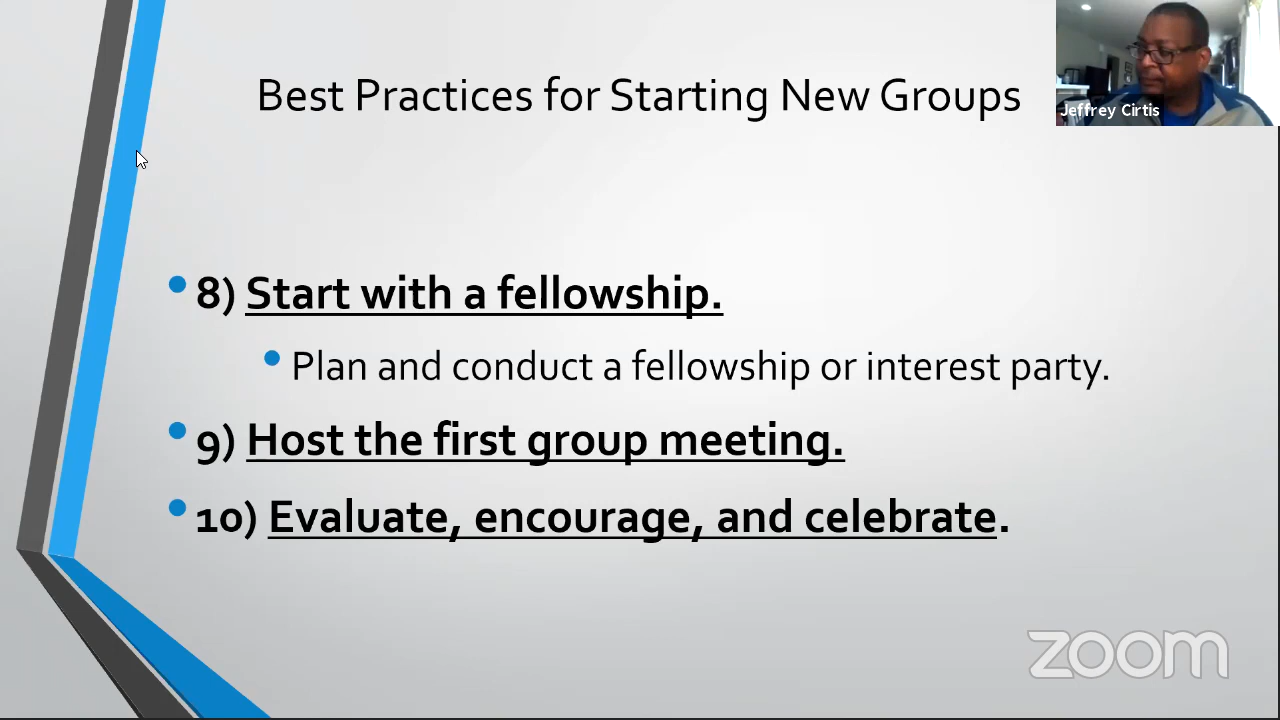 Best Practices for Starting New Groups
Jeffrey Cirtis
8) Start with a fellowship.
Plan and conduct a fellowship or interest party.
9) Host the first group meeting.
10) Evaluate, encourage, and celebrate.
zoom